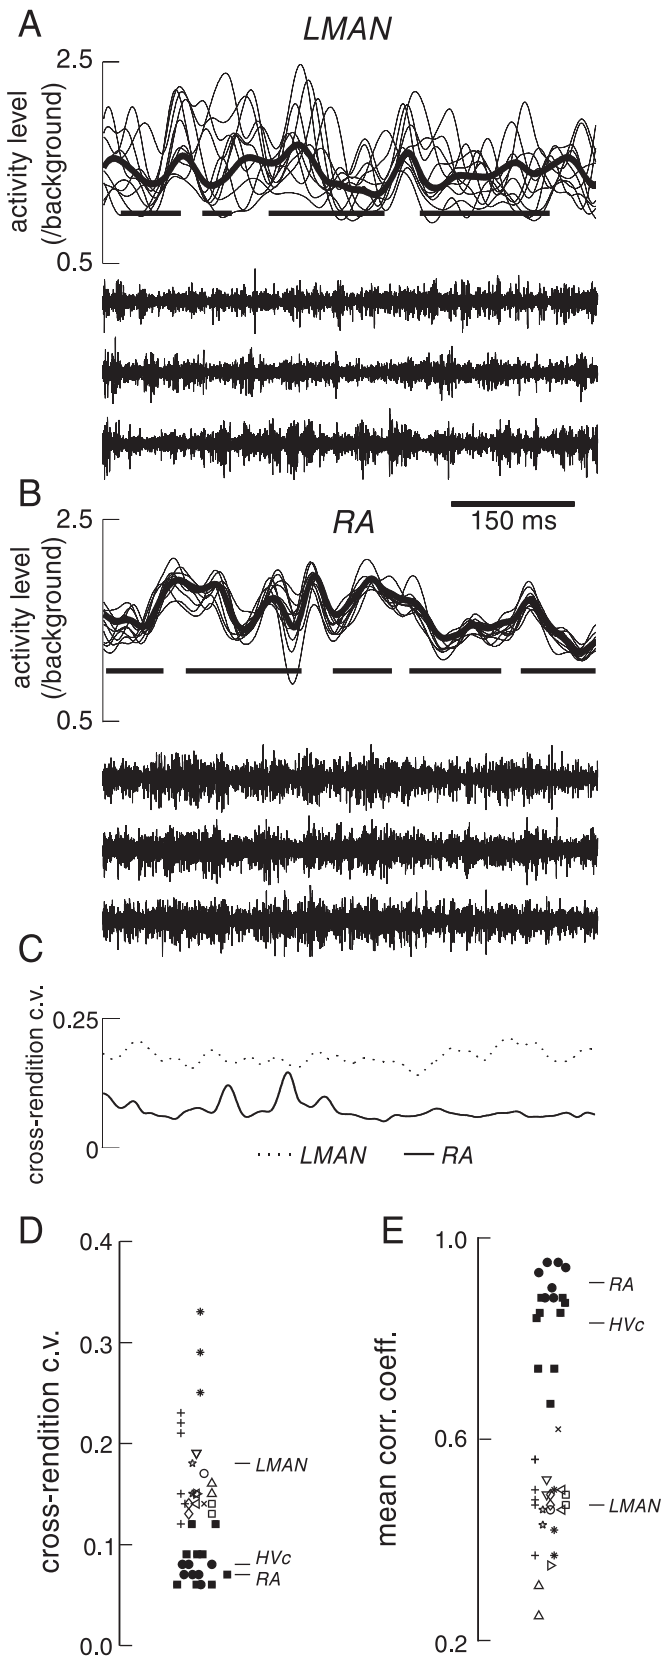 A
LMAN
2.5
activity level
(/background)
0.5
B
150 ms
RA
2.5
activity level
(/background)
0.5
C
0.25
cross-rendition c.v.
0
LMAN
RA
D
0.4
0.3
0.2
0.1
0.0
cross-rendition c.v.
LMAN
HVc
RA
E
1.0
0.6
0.2
mean corr. coeff.
RA
HVc
LMAN